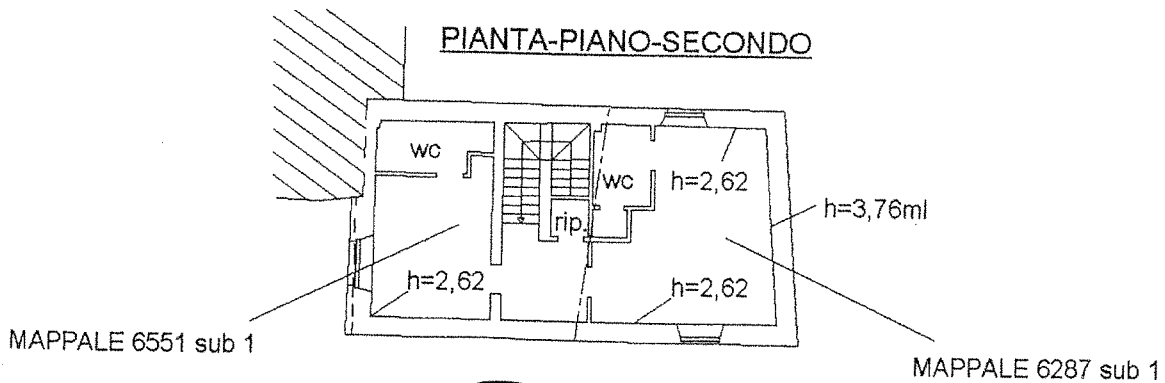 PIANTA-PIANO-SECONDO
wc
wc
h=2,62
h=3,76ml
rip.
h=2,62
h=2,62
MAPPALE 6551 sub 1
MAPPALE 6287 sub 1